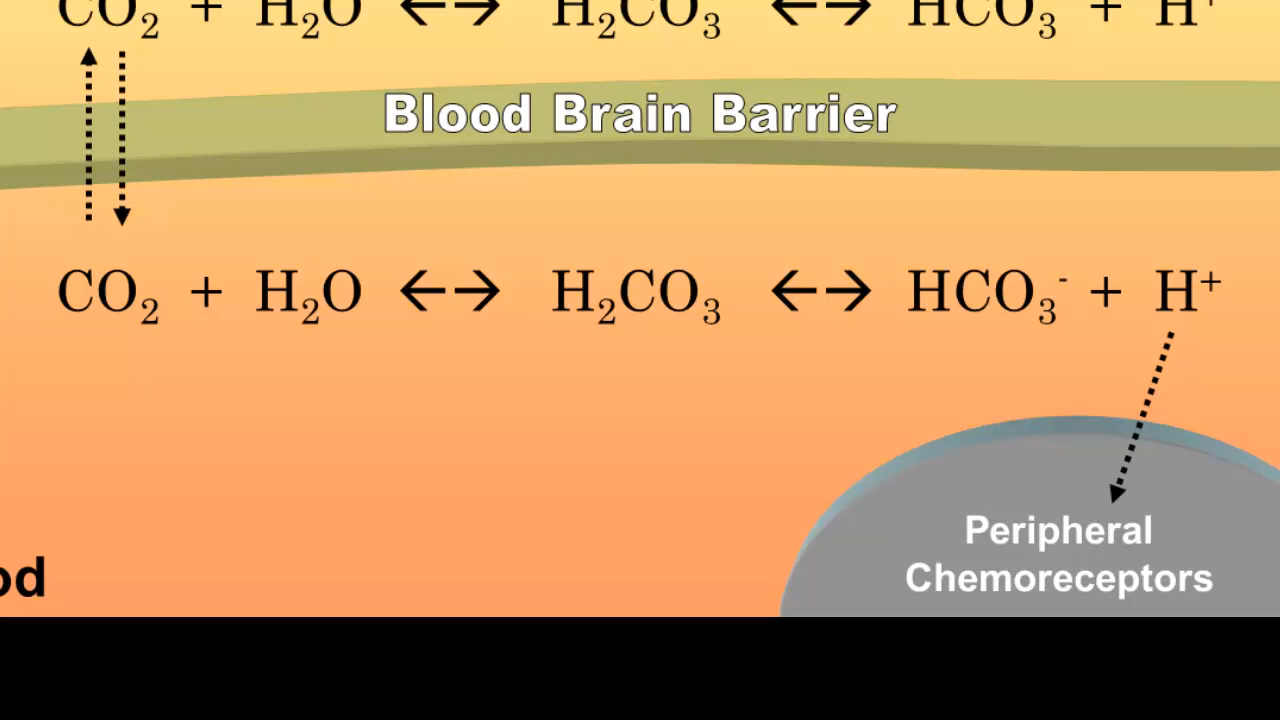 CO₂ + H₂O ←→ H₂CO₃ ←→ HCO₃ + H⁺
Blood Brain Barrier
CO₂ + H₂O ←→ H₂CO₃ ←→ HCO₃⁻ + H⁺
Peripheral
Chemoreceptors
od